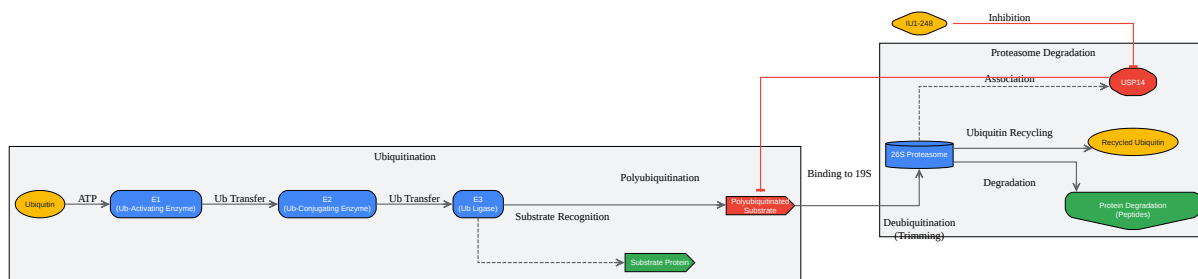 IU1-248
Inhibition
Proteasome Degradation
USP14
Association
Ubiquitin Recycling
Recycled Ubiquitin
26S Proteasome
Degradation
Binding to 19S
Protein Degradation
(Peptides)
Deubiquitination
(Trimming)
Ubiquitination
Polyubiquitination
Ubiquitin
ATP
E1
(Ub-Activating Enzyme)
Ub Transfer
E2
(Ub-Conjugating Enzyme)
Ub Transfer
E3
(Ub Ligase)
Substrate Recognition
Polyubiquitinated
Substrate
Substrate Protein